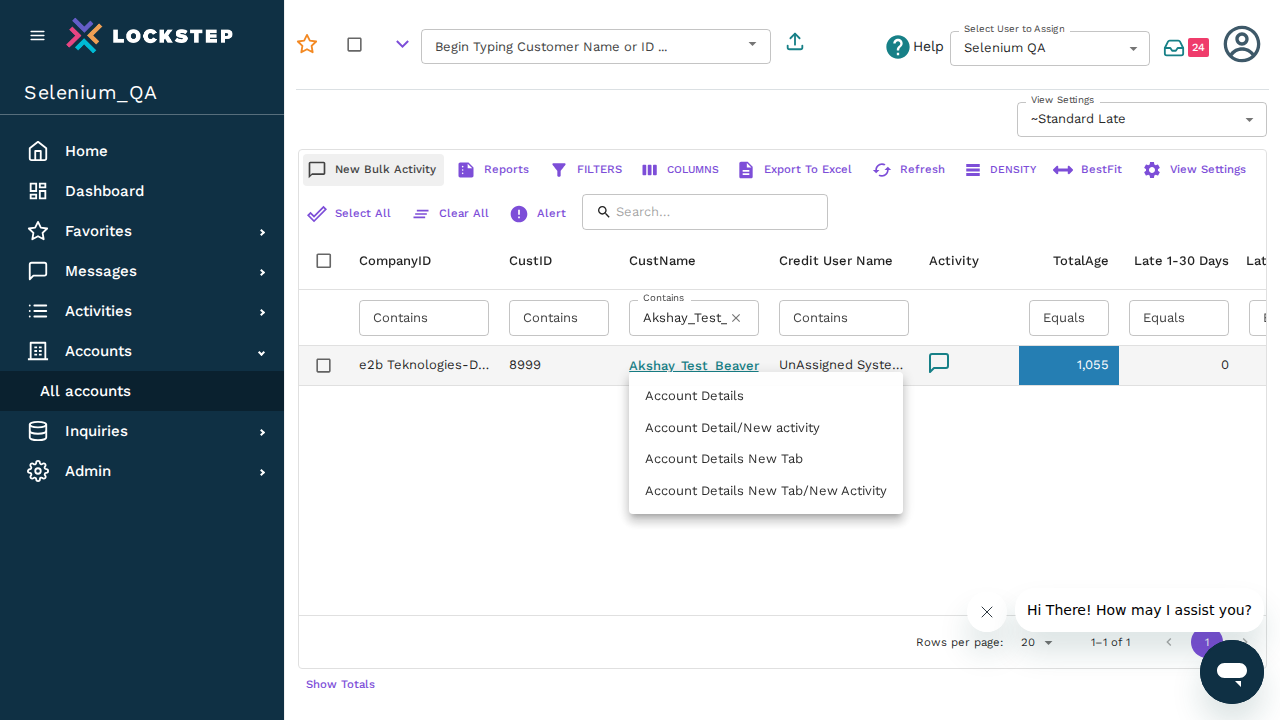 LOCKSTEP
Selenium_QA
Home
Dashboard
Favorites
Messages
Activities
Accounts
All accounts
Inquiries
Admin
Begin Typing Customer Name or ID ...
Help
Select User to Assign
Selenium QA
24
View Settings
~Standard Late
New Bulk Activity
Reports
FILTERS
COLUMNS
Export To Excel
Refresh
DENSITY
BestFit
View Settings
Select All
Clear All
Alert
Search...
CompanyID
CustID
CustName
Credit User Name
Activity
TotalAge
Late 1-30 Days
Lat
Contains
Contains
Contains
Akshay_Test_
Contains
Equals
Equals
E
e2b Teknologies-D...
8999
Akshay_Test_Beaver
UnAssigned Syste...
1,055
0
Account Details
Account Detail/New activity
Account Details New Tab
Account Details New Tab/New Activity
Hi There! How may I assist you?
Rows per page:
20
1–1 of 1
1
Show Totals